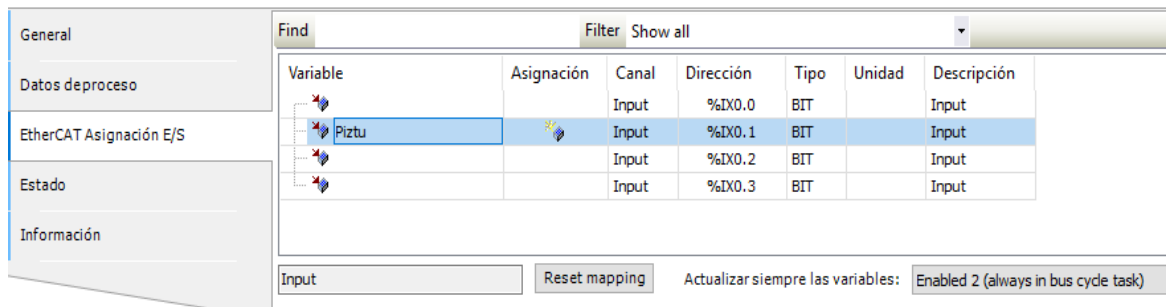 General
Datos deproceso
EtherCAT Asignación E/S
Estado
Información
Find Filter Show all
Variable Asignación Canal Dirección Tipo Unidad Descripción
Input %IX0.0 BIT Input
Piztu Input %IX0.1 BIT Input
Input %IX0.2 BIT Input
Input %IX0.3 BIT Input
Input Reset mapping Actualizar siempre las variables: Enabled 2 (always in bus cycle task)